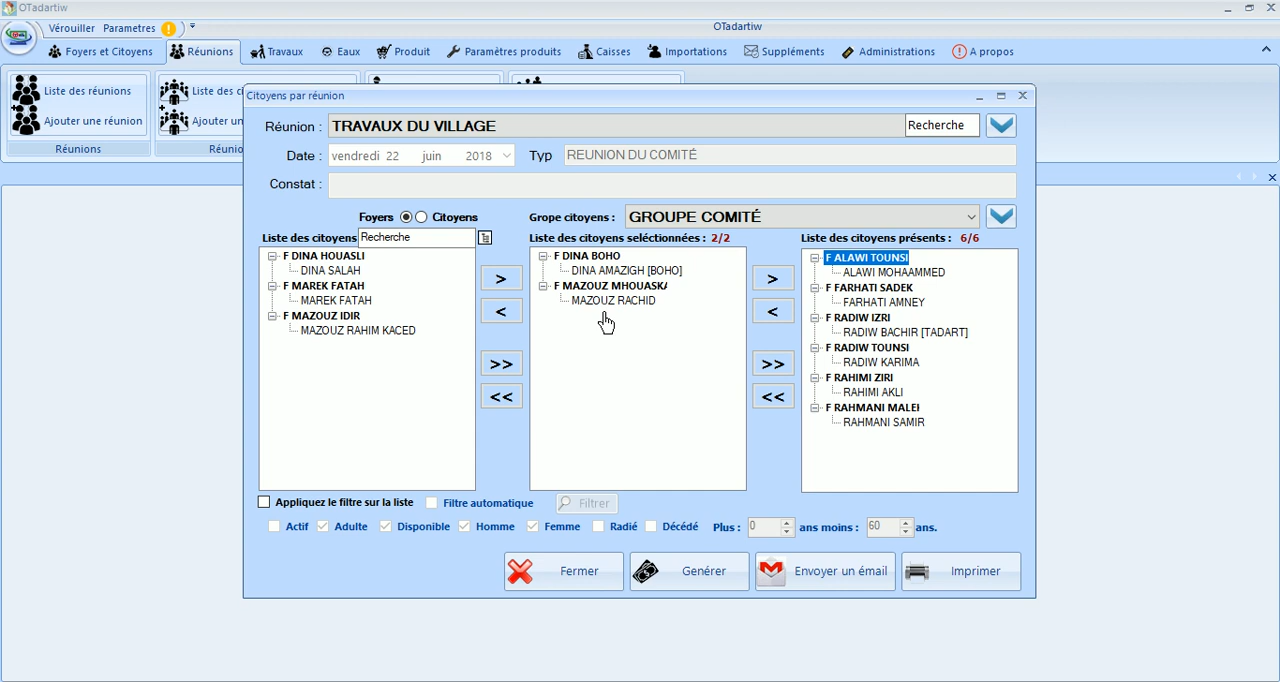 OTadartiw
Vérouiller Parametres
OTadartiw
Foyers et Citoyens Réunions Travaux Eaux Produit Paramètres produits Caisses Importations Suppléments Administrations A propos
Liste des réunions
Ajouter une réunion
Réunions
Liste des c
Ajouter un
Réunio
Citoyens par réunion
Réunion : TRAVAUX DU VILLAGE Recherche
Date : vendredi 22 juin 2018 Typ REUNION DU COMITÉ
Constat :
Foyers Citoyens Grope citoyens : GROUPE COMITÉ
Liste des citoyens Recherche
F DINA HOUASLI
DINA SALAH
F MAREK FATAH
MAREK FATAH
F MAZOUZ IDIR
MAZOUZ RAHIM KACED
>
<
>>
<<
Liste des citoyens seléctionnées : 2/2
F DINA BOHO
DINA AMAZIGH [BOHO]
F MAZOUZ MHOUASKA
MAZOUZ RACHID
>
<
>>
<<
Liste des citoyens présents : 6/6
F ALAWI TOUNSI
ALAWI MOHAAMMED
F FARHATI SADEK
FARHATI AMNEY
F RADIW IZRI
RADIW BACHIR [TADART]
F RADIW TOUNSI
RADIW KARIMA
F RAHIMI ZIRI
RAHIMI AKLI
F RAHMANI MALEI
RAHMANI SAMIR
Appliquez le filtre sur la liste Filtre automatique Filtrer
Actif Adulte Disponible Homme Femme Radié Décédé Plus : 0 ans moins : 60 ans.
Fermer Genérer Envoyer un émail Imprimer